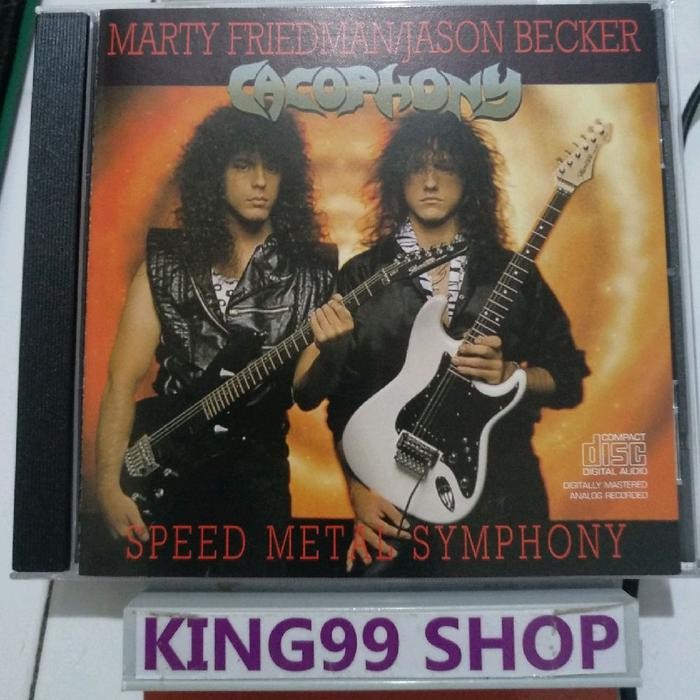 MARTY FRIEDMAN/JASON BECKER
CACOPHONY
COMPACT
disc
DIGITAL AUDIO
DIGITALLY MASTERED
ANALOG RECORDED
SPEED METAL SYMPHONY
KING99 SHOP